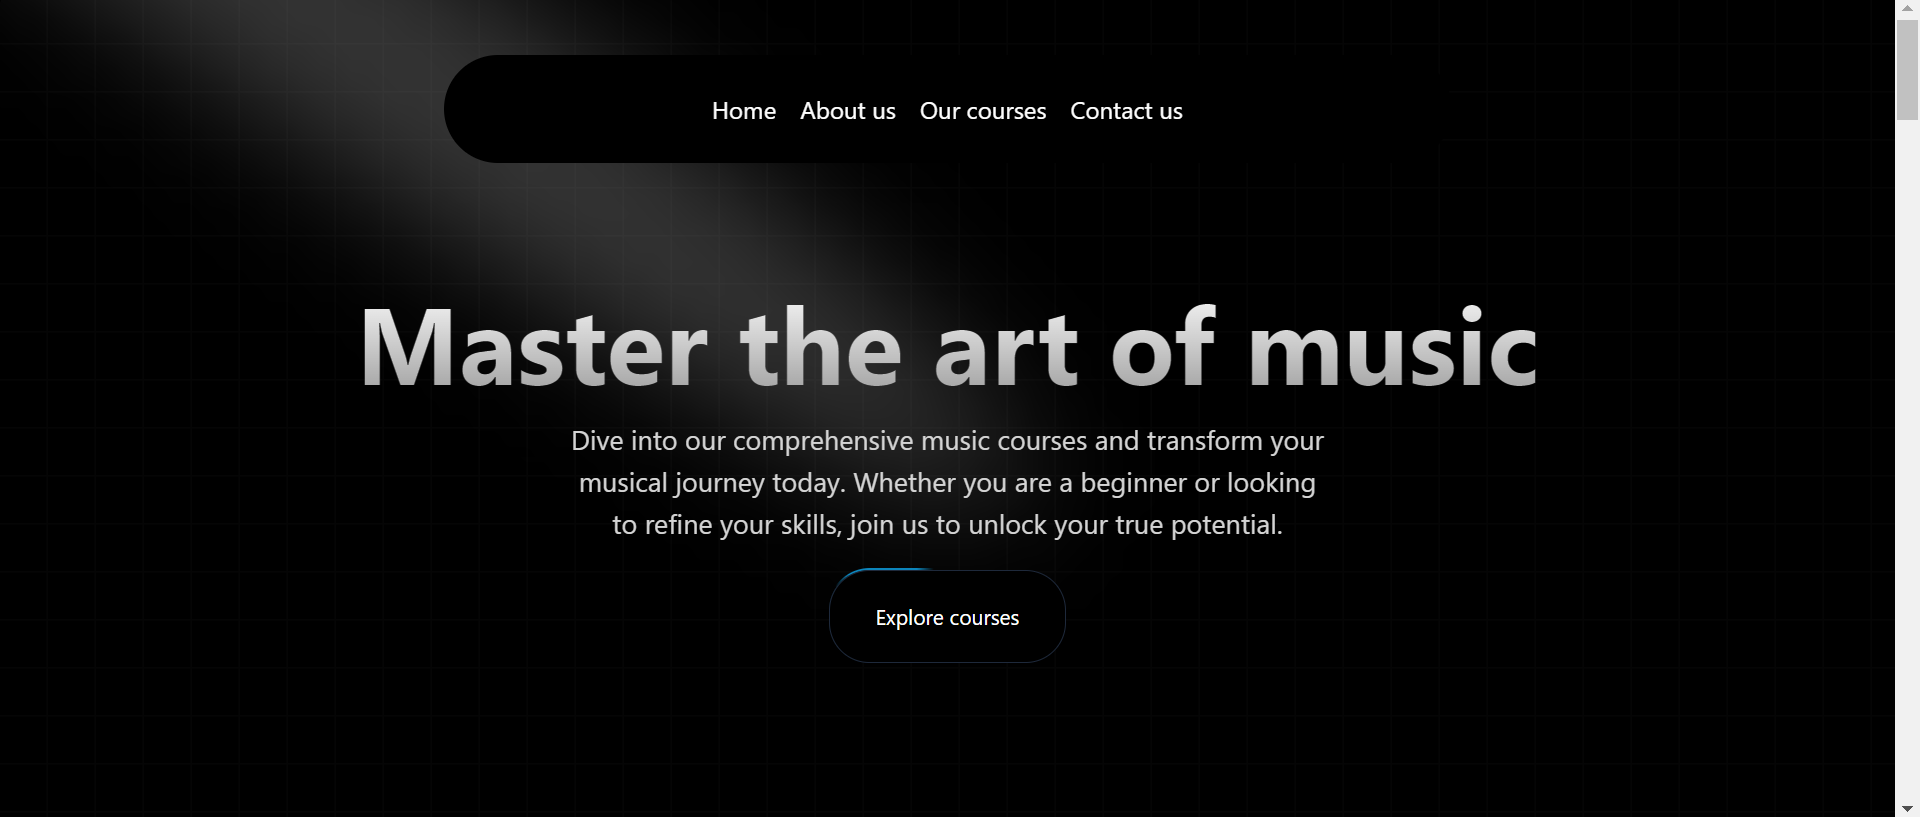 Home About us Our courses Contact us
Master the art of music
Dive into our comprehensive music courses and transform your
musical journey today. Whether you are a beginner or looking
to refine your skills, join us to unlock your true potential.
Explore courses